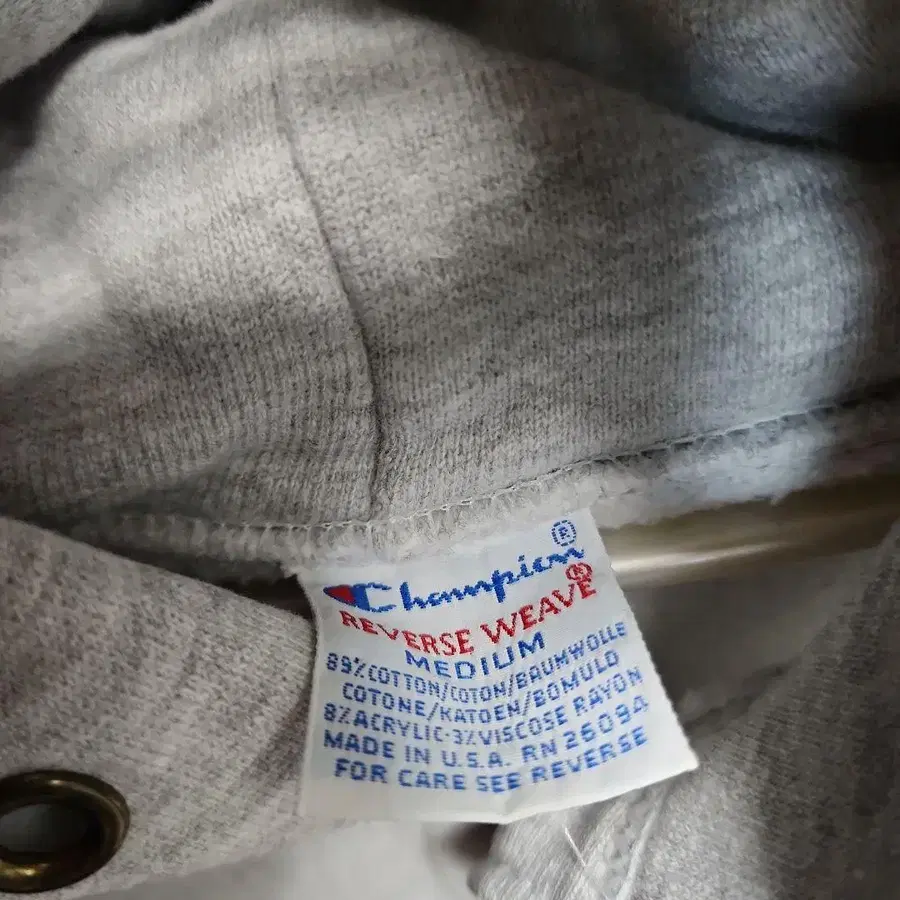 Champion®
REVERSE WEAVE®
MEDIUM
89%COTTON/COTON/BAUMWOLLE
COTONE/KATOEN/BOMULD
8%ACRYLIC-3%VISCOSE RAYON
MADE IN U.S.A. RN 26094
FOR CARE SEE REVERSE